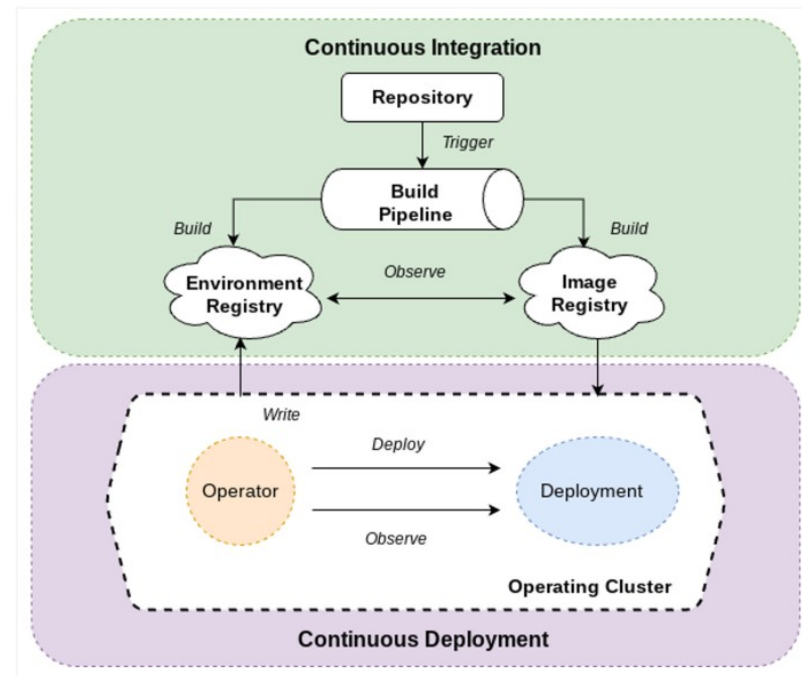 Continuous Integration
Repository
Trigger
Build
Pipeline
Build
Build
Environment
Registry
Observe
Image
Registry
Write
Deploy
Operator
Deployment
Observe
Operating Cluster
Continuous Deployment